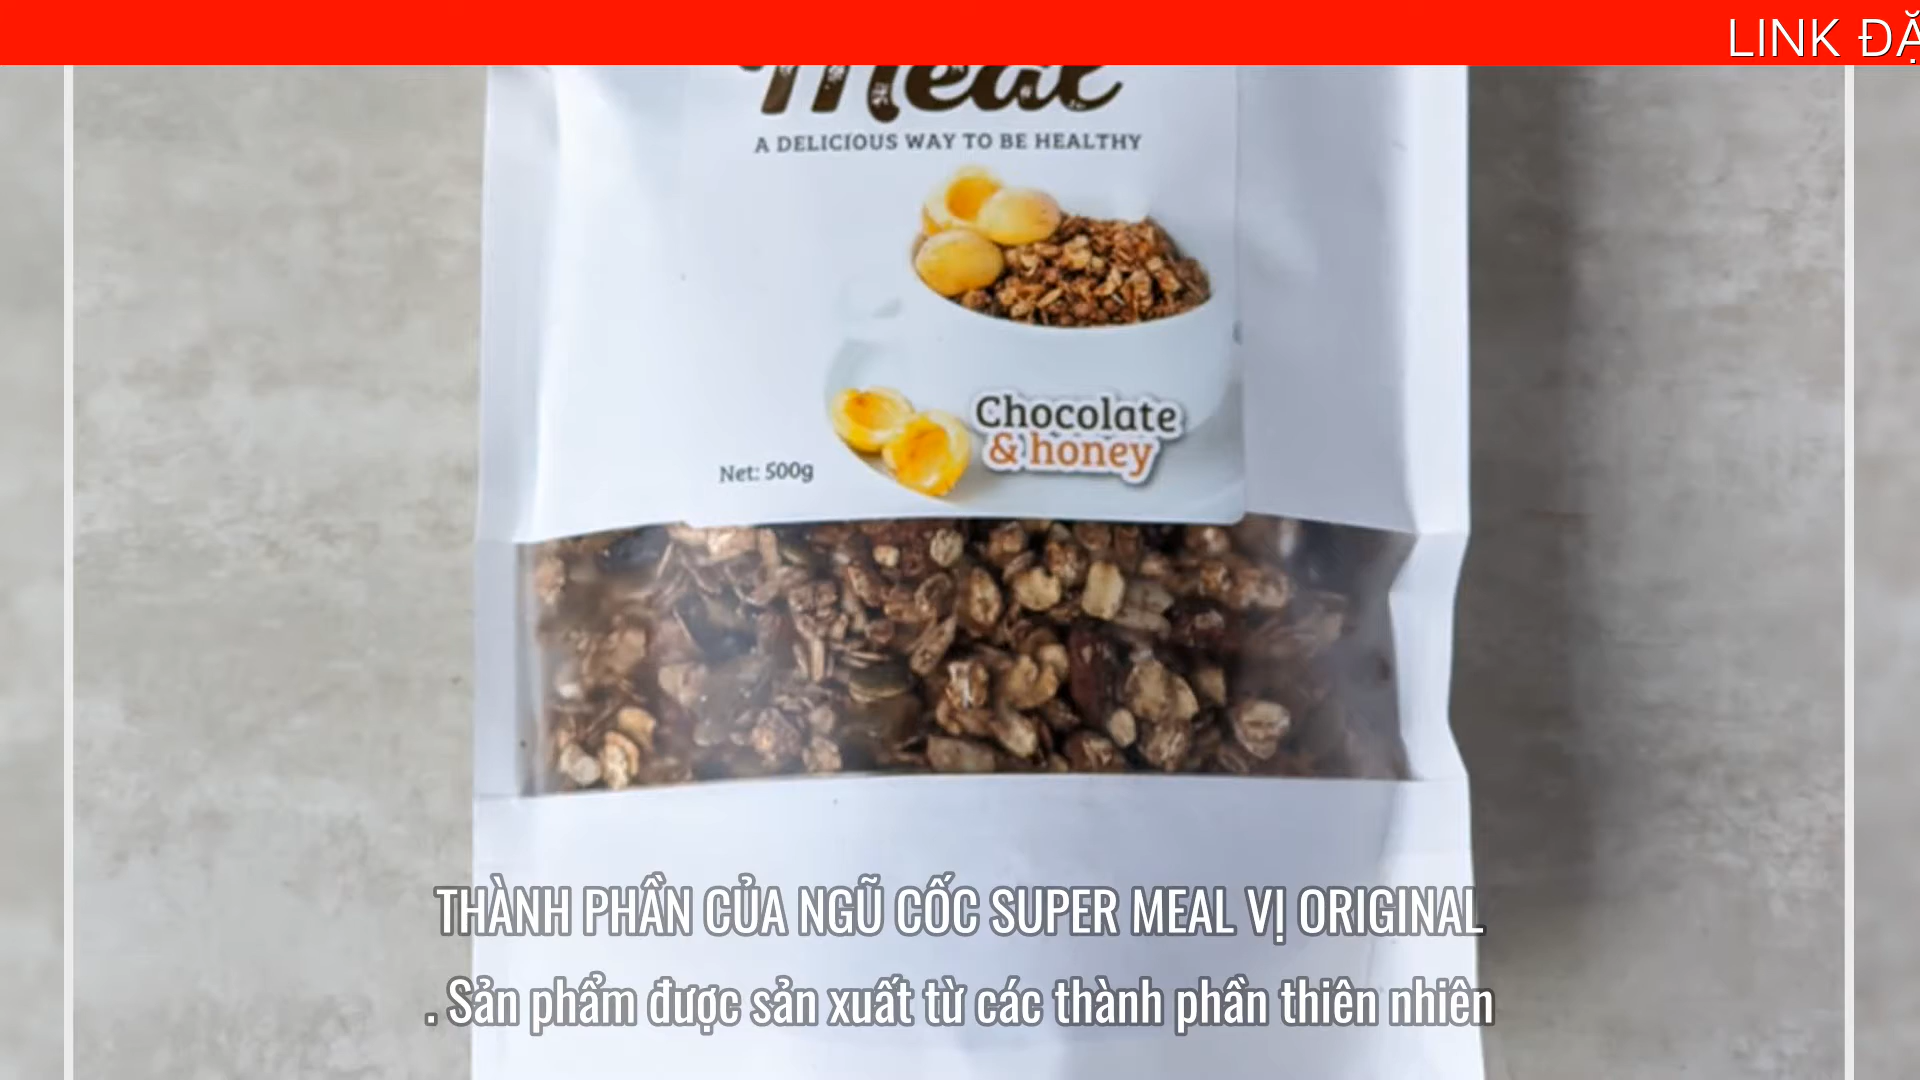 LINK ĐẶ
Meal
A DELICIOUS WAY TO BE HEALTHY
Chocolate
& honey
Net: 500g
THÀNH PHẦN CỦA NGŨ CỐC SUPER MEAL VỊ ORIGINAL
. Sản phẩm được sản xuất từ các thành phần thiên nhiên